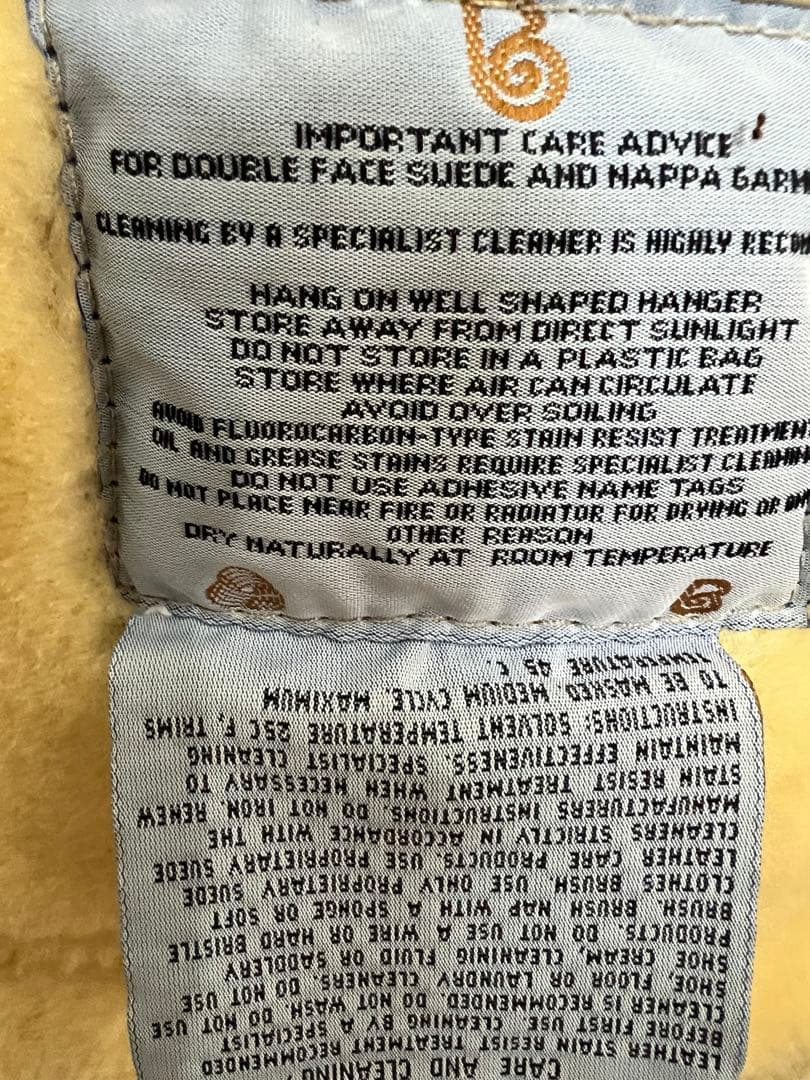 IMPORTANT CARE ADVICE
FOR DOUBLE FACE SUEDE AND NAPPA GARM
CLEANING BY A SPECIALIST CLEANER IS HIGHLY RECOM
HANG ON WELL SHAPED HANGER
STORE AWAY FROM DIRECT SUNLIGHT
DO NOT STORE IN A PLASTIC BAG
STORE WHERE AIR CAN CIRCULATE
AVOID OVER SOILING
AVOID FLUOROCARBON-TYPE STAIN RESIST TREATMEN
OIL AND GREASE STAINS REQUIRE SPECIALIST CLEANIN
DO NOT USE ADHESIVE NAME TAGS
DO NOT PLACE NEAR FIRE OR RADIATOR FOR DRYING OR
OTHER REASON
DRY NATURALLY AT ROOM TEMPERATURE
CARE AND CLEANING
LEATHER STAIN RESIST TREATMENT RECOMMENDED
BEFORE FIRST USE. CLEANING BY A SPECIALIST
CLEANER IS RECOMMENDED. DO NOT WASH. DO NOT USE
SHOE, FLOOR OR LAUNDRY CLEANERS. DO NOT USE
SHOE CREAM, CLEANINIG FLUID OR SADDLERY
PRODUCTS. DO NOT USE A WIRE OR HARD BRISTLE
BRUSH. BRUSH NAP WITH A SPONGE OR SOFT
CLOTHES BRUSH. USE ONLY PROPRIETARY SUEDE
LEATHER CARE PRODUCTS. USE PROPRIETARY SUEDE
CLEANERS STRICTLY IN ACCORDANCE WITH THE
MANUFACTURERS INSTRUCTIONS. DO NOT IRON. RENEW
STAIN RESIST TREATMENT WHEN NECESSARY TO
MAINTAIN EFFECTIVENESS. SPECIALIST CLEANING
INSTRUCTIONS: SOLVENT TEMPERATURE 25C F, TRIMS
TO BE MASKED. MEDIUM CYCLE. MAXIMUM
TEMPERATURE 45 C.